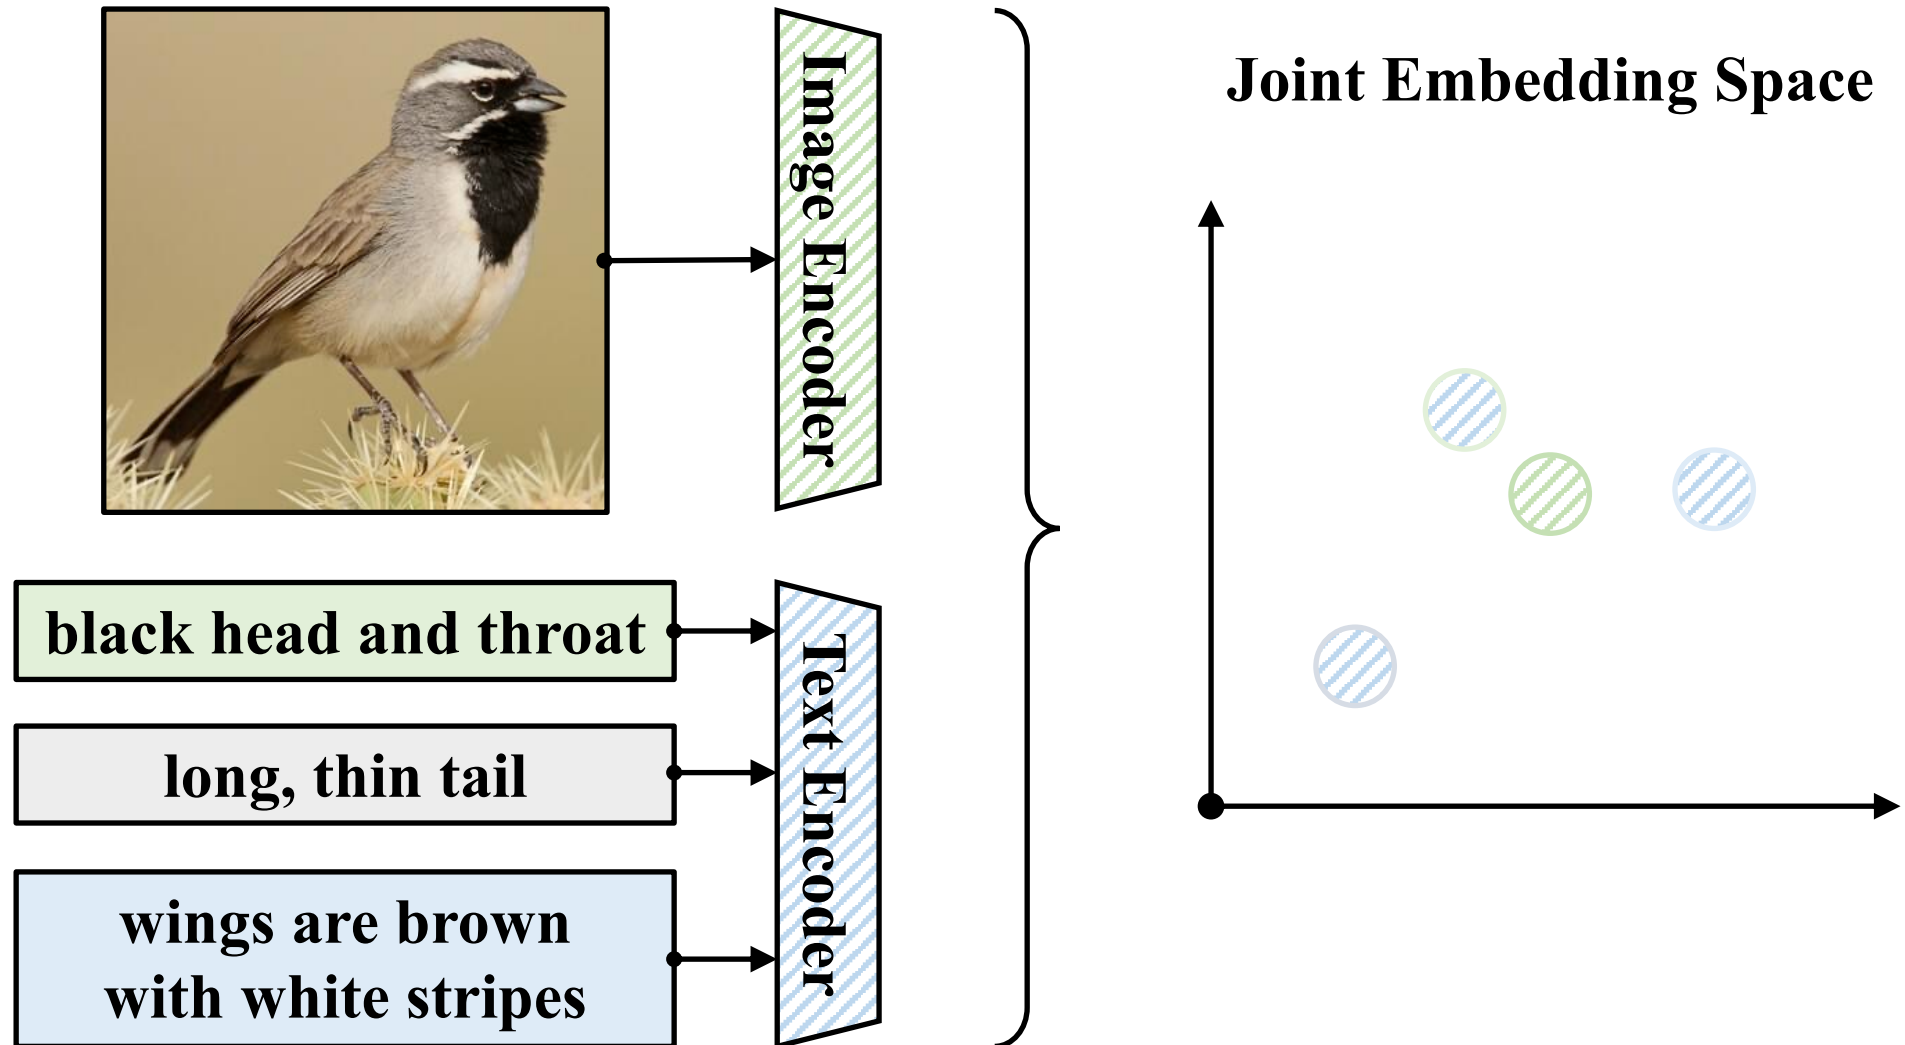 Image Encoder
Joint Embedding Space
black head and throat
long, thin tail
wings are brown
with white stripes
Text Encoder